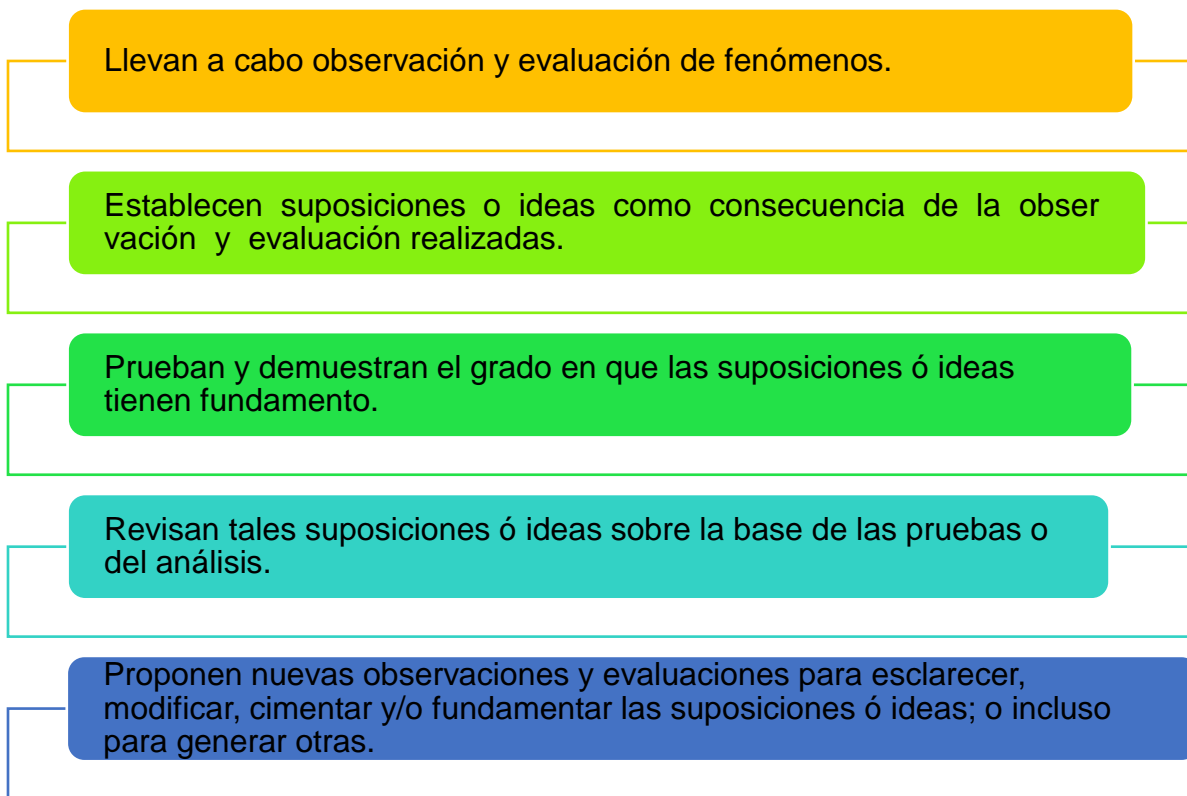 Llevan a cabo observación y evaluación de fenómenos.
Establecen suposiciones o ideas como consecuencia de la obser
vación y evaluación realizadas.
Prueban y demuestran el grado en que las suposiciones ó ideas
tienen fundamento.
Revisan tales suposiciones ó ideas sobre la base de las pruebas o
del análisis.
Proponen nuevas observaciones y evaluaciones para esclarecer,
modificar, cimentar y/o fundamentar las suposiciones ó ideas; o incluso
para generar otras.